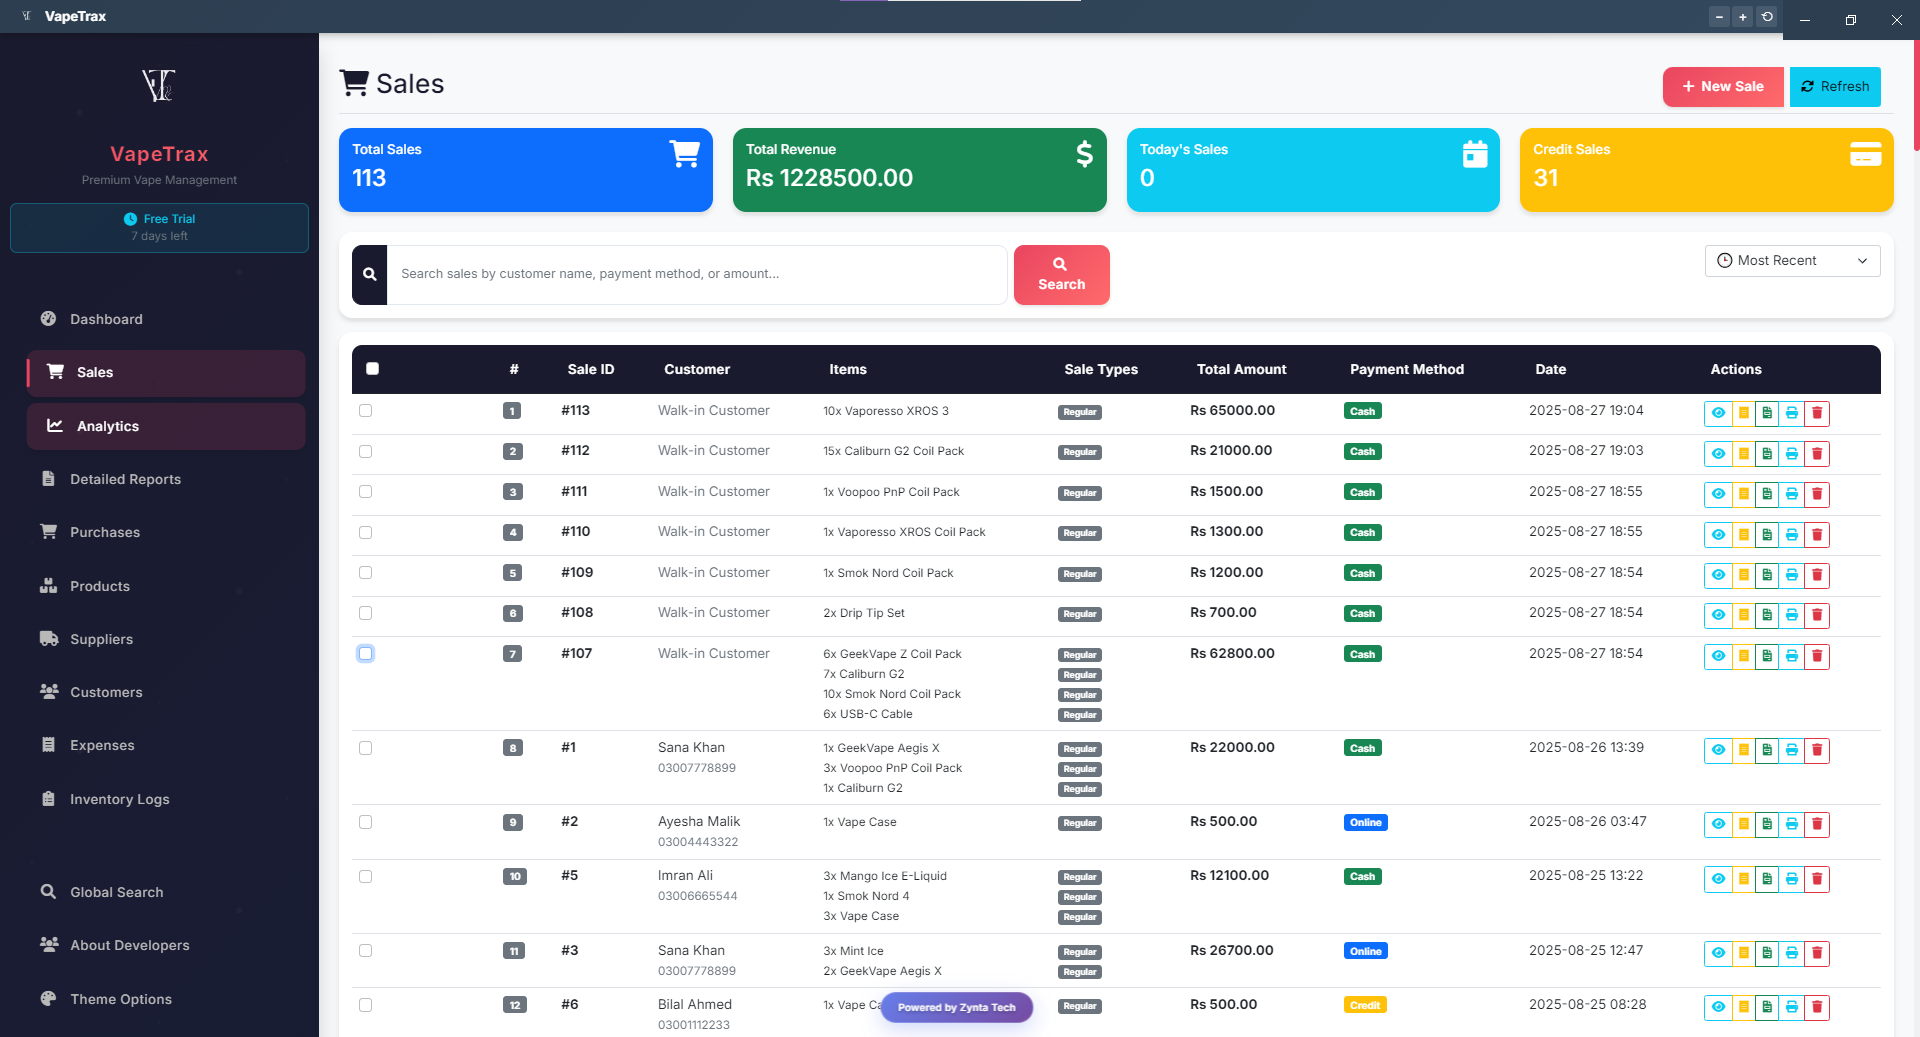 VapeTrax
VapeTrax
Premium Vape Management
Free Trial
7 days left
Dashboard
Sales
Analytics
Detailed Reports
Purchases
Products
Suppliers
Customers
Expenses
Inventory Logs
Global Search
About Developers
Theme Options
Sales
+ New Sale
Refresh
Total Sales
113
Total Revenue
Rs 1228500.00
Today's Sales
0
Credit Sales
31
Search sales by customer name, payment method, or amount...
Search
Most Recent
# Sale ID Customer Items Sale Types Total Amount Payment Method Date Actions
1 #113 Walk-in Customer 10x Vaporesso XROS 3 Regular Rs 65000.00 Cash 2025-08-27 19:04
2 #112 Walk-in Customer 15x Caliburn G2 Coil Pack Regular Rs 21000.00 Cash 2025-08-27 19:03
3 #111 Walk-in Customer 1x Voopoo PnP Coil Pack Regular Rs 1500.00 Cash 2025-08-27 18:55
4 #110 Walk-in Customer 1x Vaporesso XROS Coil Pack Regular Rs 1300.00 Cash 2025-08-27 18:55
5 #109 Walk-in Customer 1x Smok Nord Coil Pack Regular Rs 1200.00 Cash 2025-08-27 18:54
6 #108 Walk-in Customer 2x Drip Tip Set Regular Rs 700.00 Cash 2025-08-27 18:54
7 #107 Walk-in Customer 6x GeekVape Z Coil Pack Regular Rs 62800.00 Cash 2025-08-27 18:54
7x Caliburn G2 Regular
10x Smok Nord Coil Pack Regular
6x USB-C Cable Regular
8 #1 Sana Khan 1x GeekVape Aegis X Regular Rs 22000.00 Cash 2025-08-26 13:39
03007778899 3x Voopoo PnP Coil Pack Regular
1x Caliburn G2 Regular
9 #2 Ayesha Malik 1x Vape Case Regular Rs 500.00 Online 2025-08-26 03:47
03004443322
10 #5 Imran Ali 3x Mango Ice E-Liquid Regular Rs 12100.00 Cash 2025-08-25 13:22
03006665544 1x Smok Nord 4 Regular
3x Vape Case Regular
11 #3 Sana Khan 3x Mint Ice Regular Rs 26700.00 Online 2025-08-25 12:47
03007778899 2x GeekVape Aegis X Regular
12 #6 Bilal Ahmed 1x Vape Ca Regular Rs 500.00 Credit 2025-08-25 08:28
03001112233
Powered by Zynta Tech